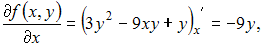 ∂f(x, y)/∂x = (3y² − 9xy + y)ₓ′ = −9y,